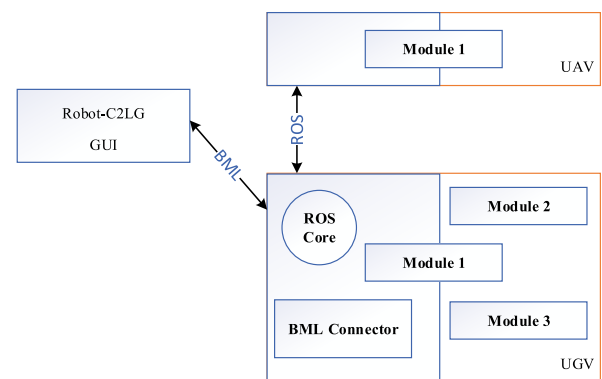 Module 1
UAV
Robot-C2LG
GUI
ROS
BML
ROS
Core
Module 2
Module 1
BML Connector
Module 3
UGV